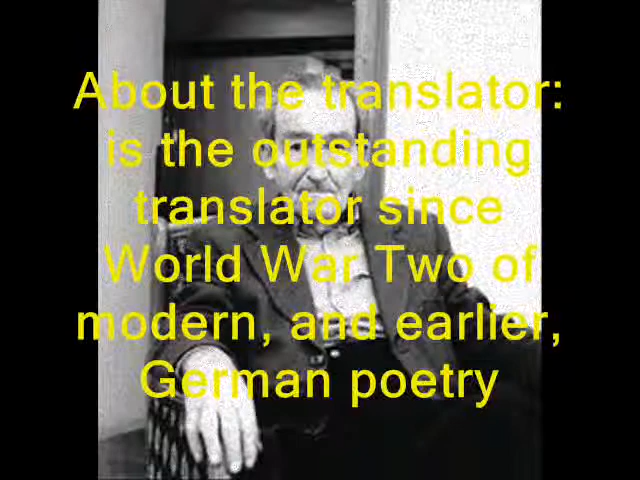 About the translator:
is the outstanding
translator since
World War Two of
modern, and earlier,
German poetry